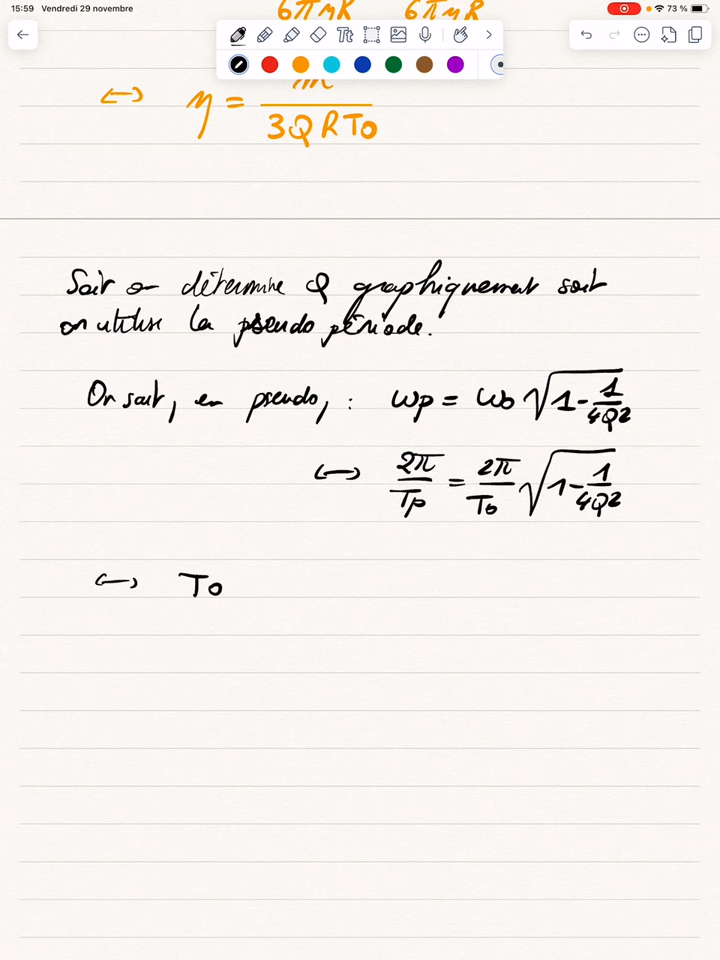 15:59 Vendredi 29 novembre
73 %
6πηR 6πηR
Tt
⟷ η = m / 3QRT0
Soit on détermine Q graphiquement soit
on utilise la pseudo période.
On sait, en pseudo, : ωp = ω0 √(1 - 1/4Q²)
⟷ 2π/Tp = 2π/T0 √(1 - 1/4Q²)
⟷ T0